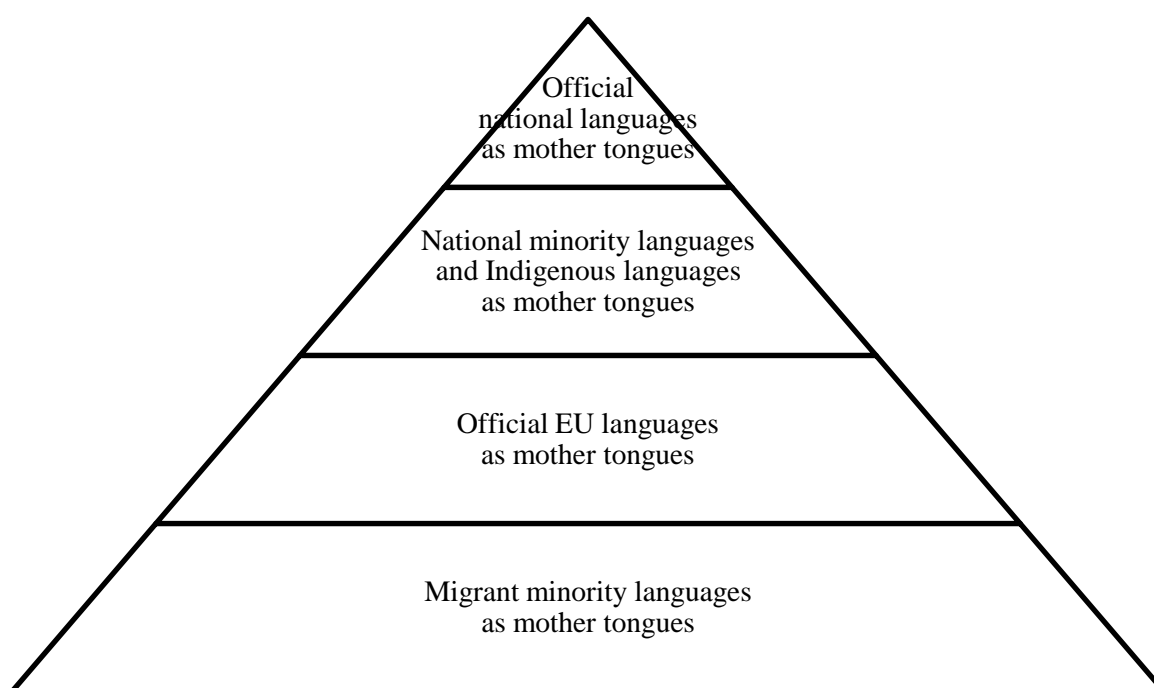 Official
national languages
as mother tongues
National minority languages
and Indigenous languages
as mother tongues
Official EU languages
as mother tongues
Migrant minority languages
as mother tongues